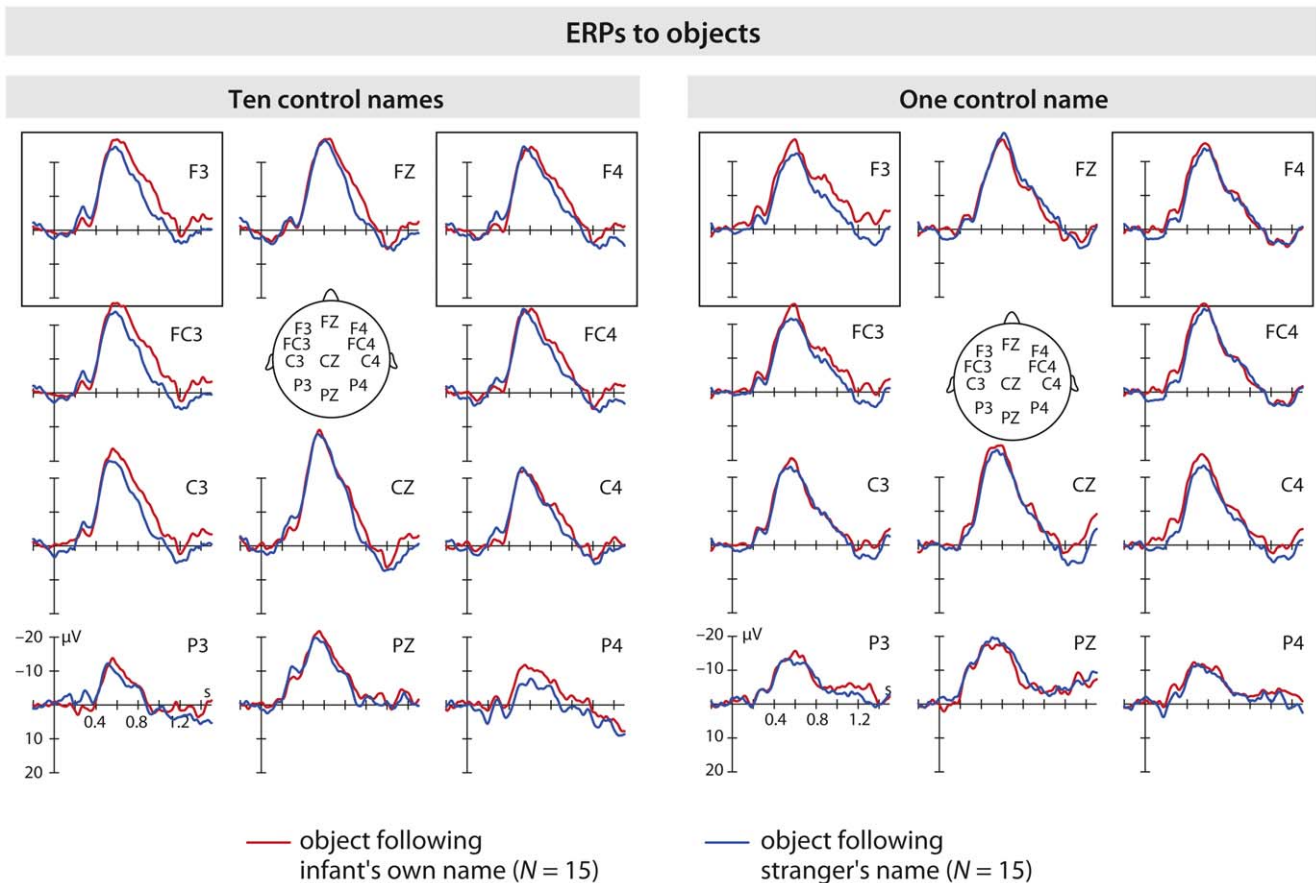 ERPs to objects
Ten control names
One control name
F3 FZ F4
F3 FZ F4
FC3 FC4
FC3 FC4
F3 FZ F4
FC3 FC4
C3 CZ C4
P3 P4
PZ
F3 FZ F4
FC3 FC4
C3 CZ C4
P3 P4
PZ
C3 CZ C4
C3 CZ C4
−20 µV P3 PZ P4
−10
s
0.4 0.8 1.2
10
20
−20 µV P3 PZ P4
−10
s
0.4 0.8 1.2
10
20
object following
infant's own name (N = 15)
object following
stranger's name (N = 15)